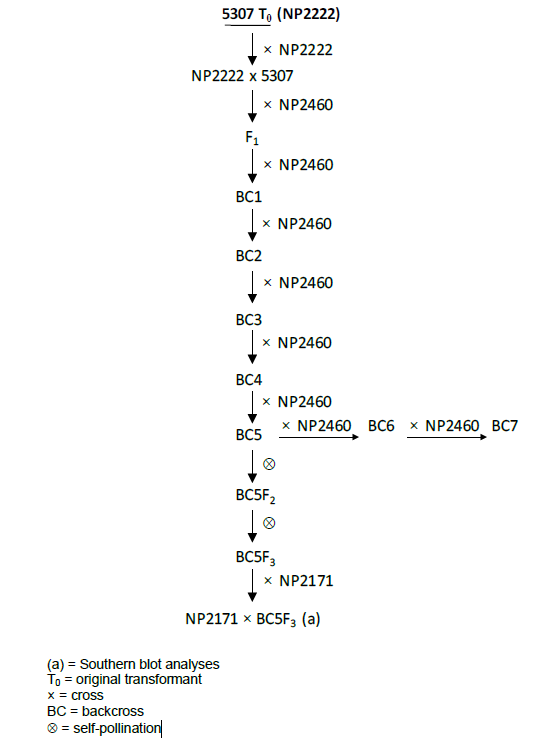 5307 T₀ (NP2222)
× NP2222
NP2222 x 5307
× NP2460
F₁
× NP2460
BC1
× NP2460
BC2
× NP2460
BC3
× NP2460
BC4
× NP2460
BC5 × NP2460 BC6 × NP2460 BC7
⊗
BC5F₂
⊗
BC5F₃
× NP2171
NP2171 × BC5F₃ (a)
(a) = Southern blot analyses
T₀ = original transformant
× = cross
BC = backcross
⊗ = self-pollination